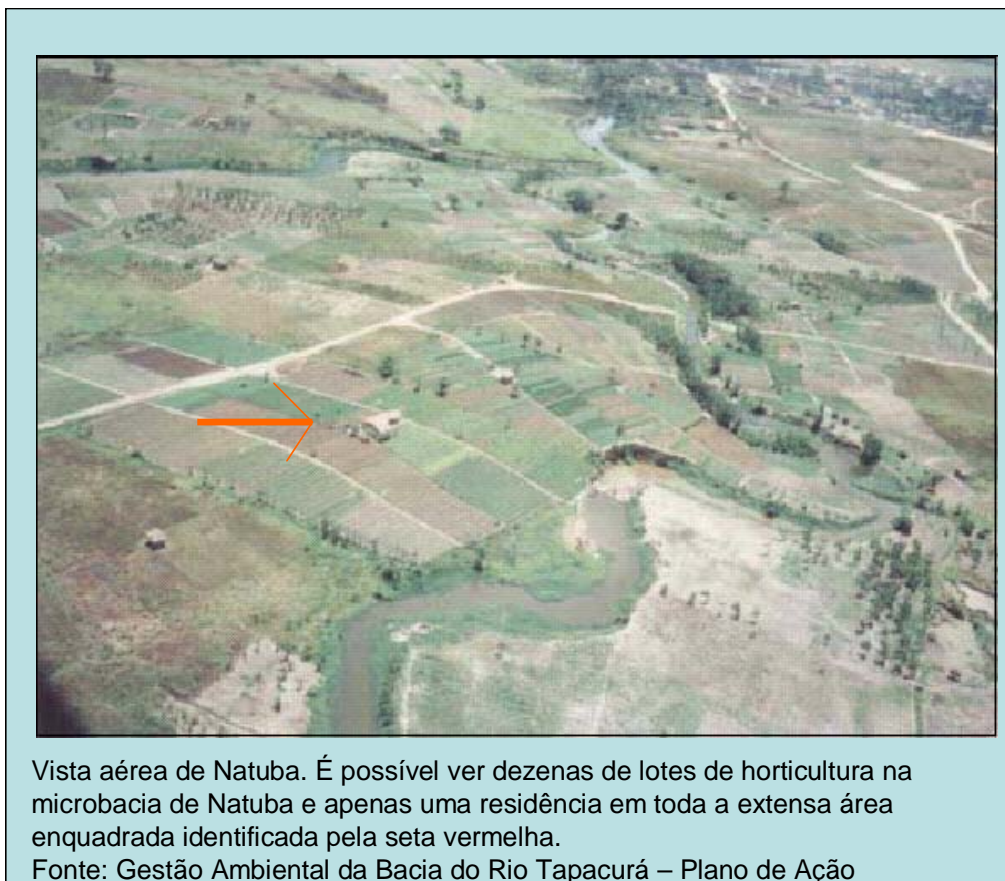 Vista aérea de Natuba. É possível ver dezenas de lotes de horticultura na
microbacia de Natuba e apenas uma residência em toda a extensa área
enquadrada identificada pela seta vermelha.
Fonte: Gestão Ambiental da Bacia do Rio Tapacurá – Plano de Ação